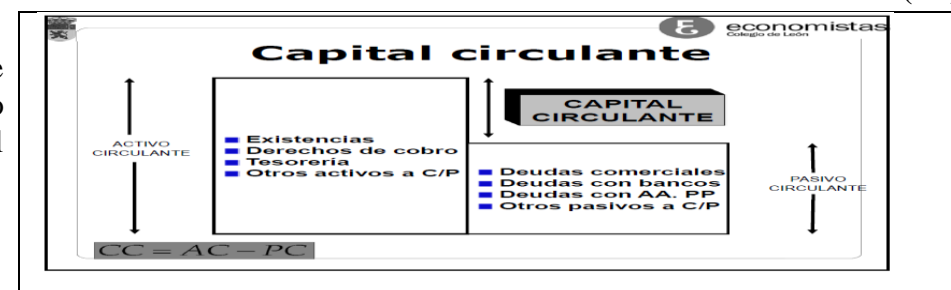 economistas
Colegio de León
Capital circulante
CAPITAL
CIRCULANTE
ACTIVO
CIRCULANTE
Existencias
Derechos de cobro
Tesorería
Otros activos a C/P
Deudas comerciales
Deudas con bancos
Deudas con AA. PP
Otros pasivos a C/P
PASIVO
CIRCULANTE
CC = AC – PC